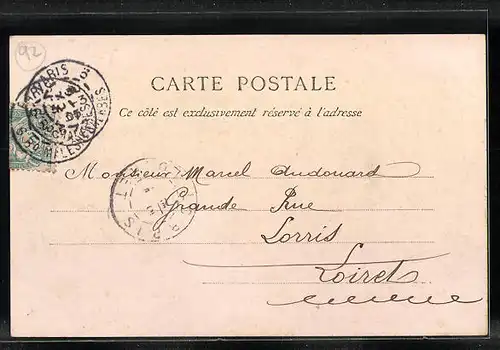 92
PARIS
CARTE POSTALE
Ce côté est exclusivement réservé à l'adresse
Monsieur Marcel Audouard
Grande Rue
Lorris
Loiret